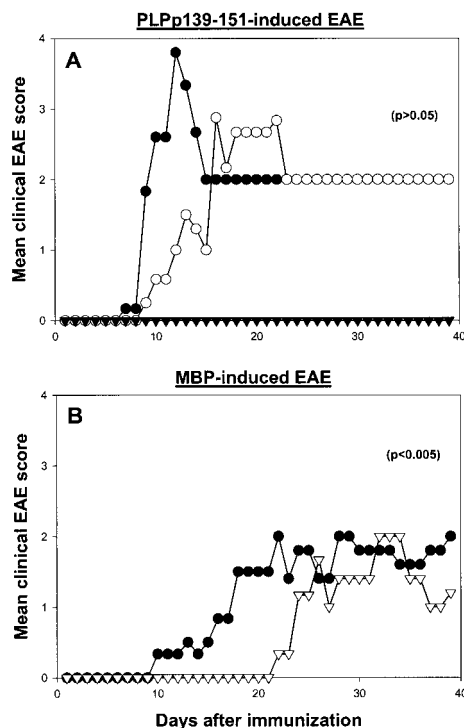 PLPp139-151-induced EAE
A
(p>0.05)
Mean clinical EAE score
4
3
2
1
0
0
10
20
30
40
MBP-induced EAE
B
(p<0.005)
Mean clinical EAE score
4
3
2
1
0
0
10
20
30
40
Days after immunization